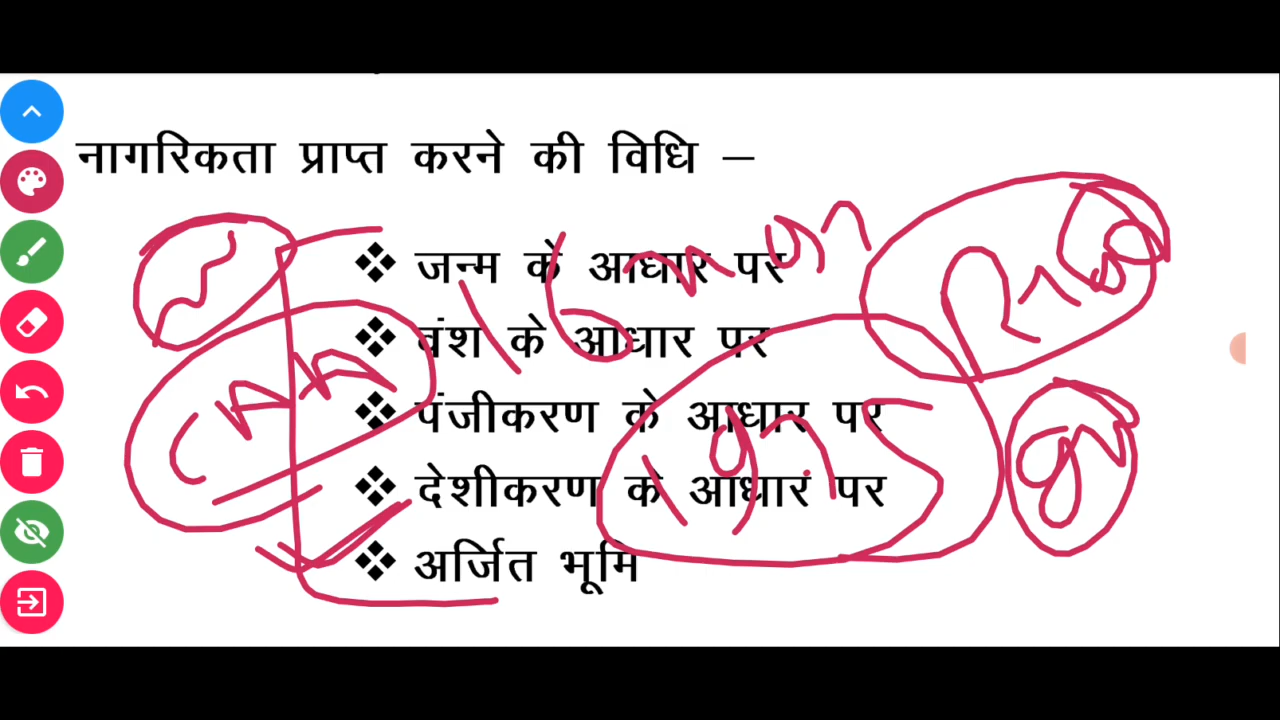 नागरिकता प्राप्त करने की विधि –
❖ जन्म के आधार पर
❖ वंश के आधार पर
❖ पंजीकरण के आधार पर
❖ देशीकरण के आधार पर
❖ अर्जित भूमि